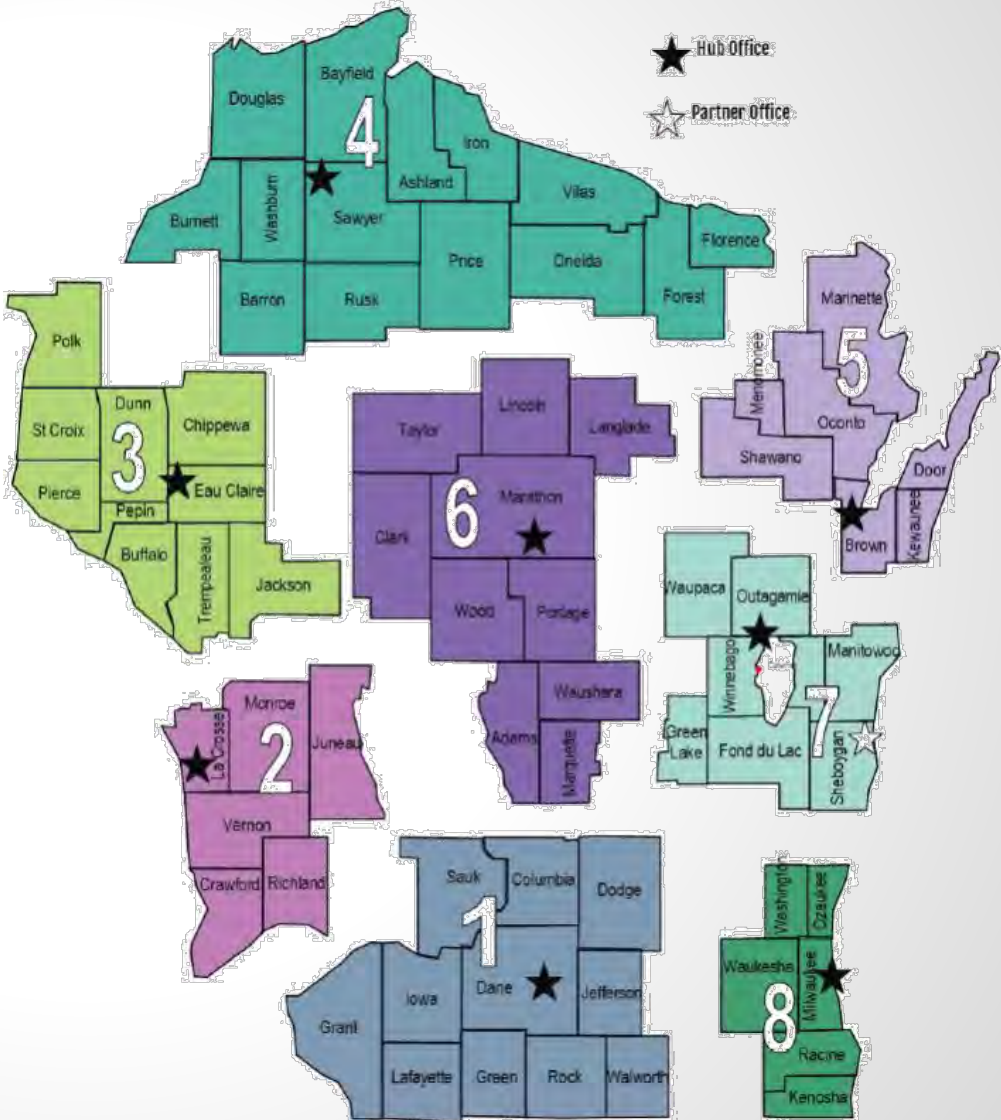 Hub Office
Partner Office
Douglas
Bayfield
4
Iron
Ashland
Burnett
Washburn
Sawyer
Vilas
Florence
Price
Oneida
Forest
Barron
Rusk
Polk
Dunn
Chippewa
St Croix
3
Eau Claire
Pierce
Pepin
Buffalo
Trempealeau
Jackson
Lincoln
Taylor
Langlade
6
Marathon
Clark
Wood
Portage
Waushara
Adams
Marquette
Marinette
5
Menominee
Oconto
Shawano
Door
Brown
Kewaunee
Waupaca
Outagamie
Winnebago
Manitowoc
7
Green
Lake
Fond du Lac
Sheboygan
Monroe
La Crosse
2
Juneau
Vernon
Crawford
Richland
Sauk
Columbia
Dodge
1
Iowa
Dane
Jefferson
Grant
Lafayette
Green
Rock
Walworth
Washington
Ozaukee
Waukesha
Milwaukee
8
Racine
Kenosha